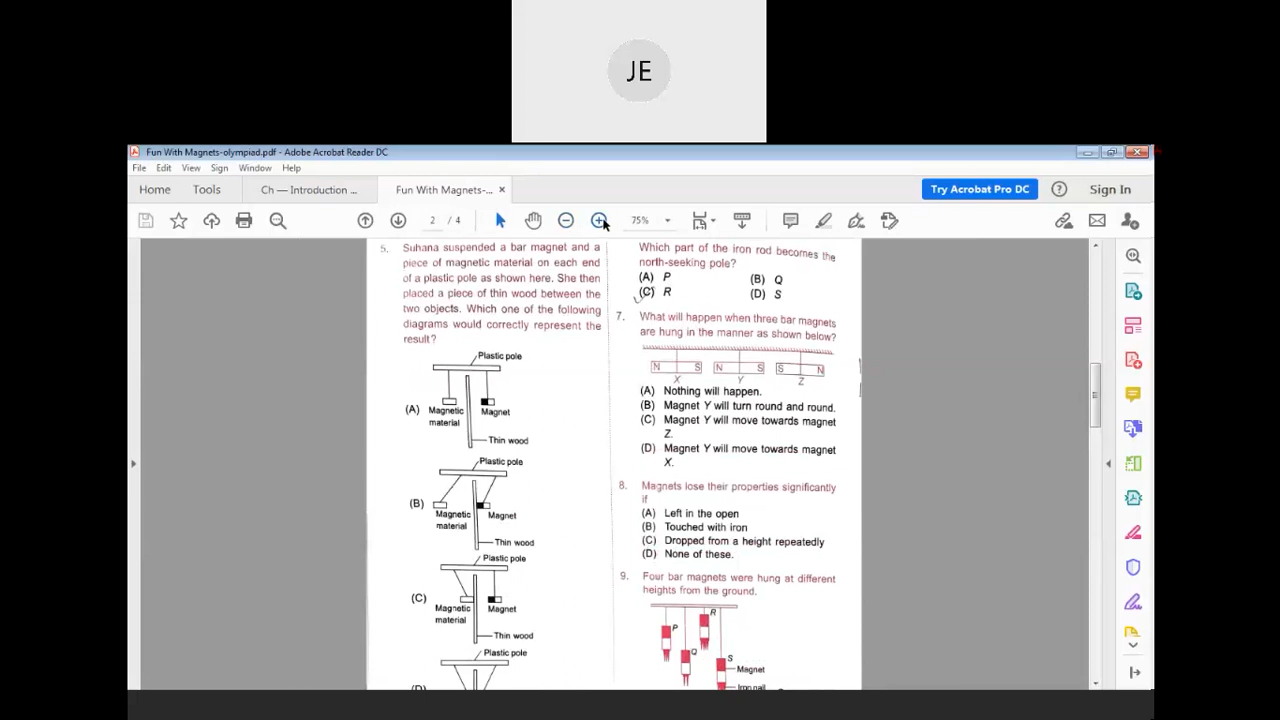 JE
Fun With Magnets-olympiad.pdf - Adobe Acrobat Reader DC
File Edit View Sign Window Help
Home Tools Ch — Introduction ... Fun With Magnets-... × Try Acrobat Pro DC ? Sign In
2 / 4 75%
5. Suhana suspended a bar magnet and a
piece of magnetic material on each end
of a plastic pole as shown here. She then
placed a piece of thin wood between the
two objects. Which one of the following
diagrams would correctly represent the
result?
Plastic pole
(A) Magnetic material Magnet
Thin wood
Plastic pole
(B) Magnetic material Magnet
Thin wood
Plastic pole
(C) Magnetic material Magnet
Thin wood
Plastic pole
(D)
Which part of the iron rod becomes the
north-seeking pole?
(A) P (B) Q
(C) R (D) S
7. What will happen when three bar magnets
are hung in the manner as shown below?
N S N S S N
X Y Z
(A) Nothing will happen.
(B) Magnet Y will turn round and round.
(C) Magnet Y will move towards magnet
Z.
(D) Magnet Y will move towards magnet
X.
8. Magnets lose their properties significantly
if
(A) Left in the open
(B) Touched with iron
(C) Dropped from a height repeatedly
(D) None of these.
9. Four bar magnets were hung at different
heights from the ground.
R
P
Q
S
Magnet
Iron nail